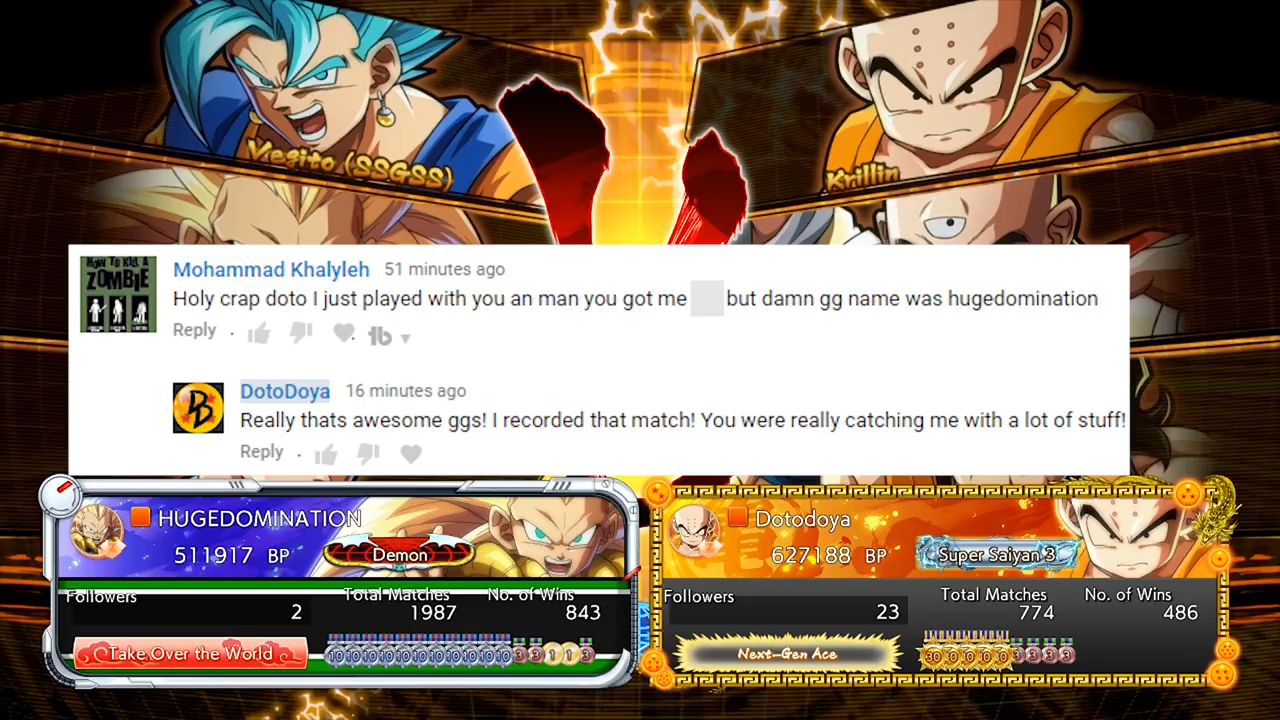 Vegito (SSGSS)
Krillin
HOW TO KILL A
ZOMBIE
Mohammad Khalyleh 51 minutes ago
Holy crap doto I just played with you an man you got me but damn gg name was hugedomination
Reply
DotoDoya 16 minutes ago
Really thats awesome ggs! I recorded that match! You were really catching me with a lot of stuff!
Reply
HUGEDOMINATION
511917 BP
Demon
Followers
2
Total Matches
1987
No. of Wins
843
Take Over the World
Dotodoya
627188 BP
Super Saiyan 3
Followers
23
Total Matches
774
No. of Wins
486
Next-Gen Ace